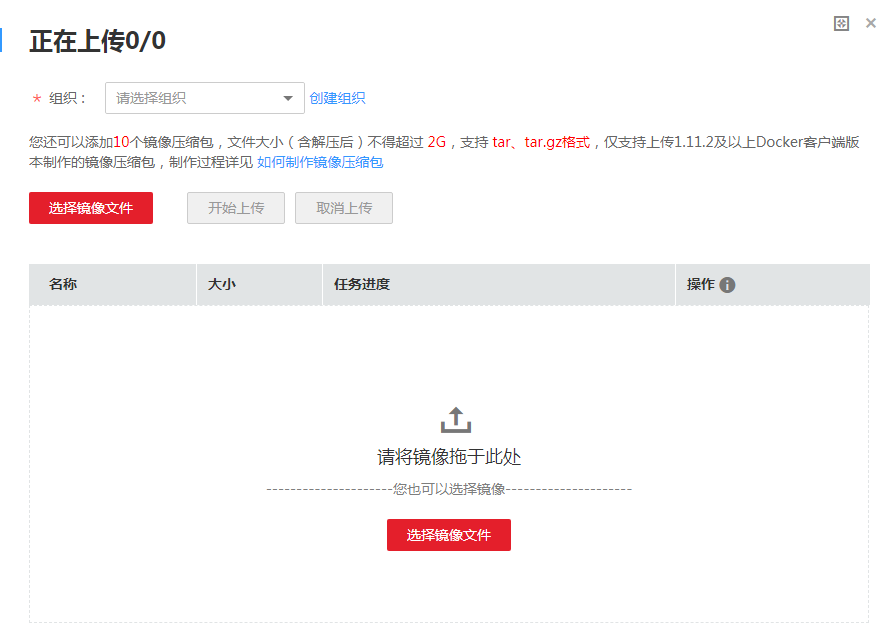 正在上传0/0
* 组织： 请选择组织 创建组织
您还可以添加10个镜像压缩包，文件大小（含解压后）不得超过 2G，支持 tar、tar.gz格式，仅支持上传1.11.2及以上Docker客户端版
本制作的镜像压缩包，制作过程详见 如何制作镜像压缩包
选择镜像文件 开始上传 取消上传
名称 大小 任务进度 操作
请将镜像拖于此处
---------------------您也可以选择镜像---------------------
选择镜像文件